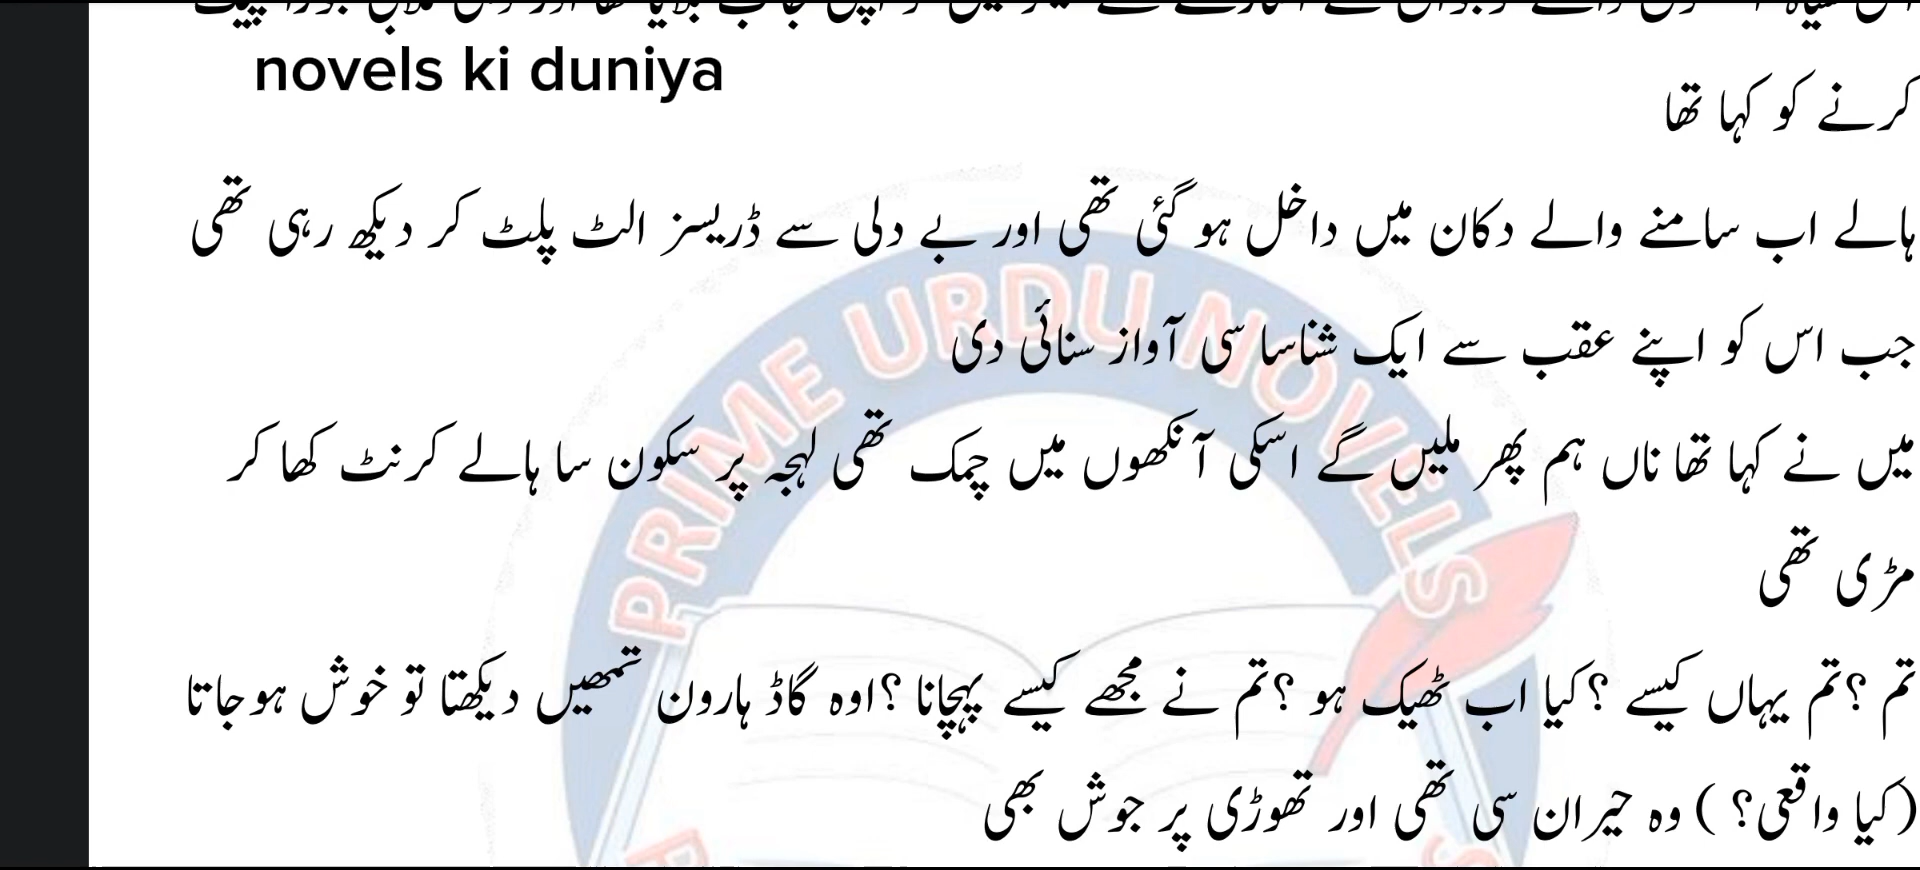 novels ki duniya
کرنے کو کہا تھا
ہالے اب سامنے والے دکان میں داخل ہو گئی تھی اور بے دلی سے ڈریسز الٹ پلٹ کر دیکھ رہی تھی
جب اس کو اپنے عقب سے ایک شناسا سی آواز سنائی دی
میں نے کہا تھا ناں ہم پھر ملیں گے اسکی آنکھوں میں چمک تھی لہجہ پر سکون سا ہالے کرنٹ کھا کر
مڑی تھی
تم ؟تم یہاں کیسے ؟کیا اب ٹھیک ہو ؟تم نے مجھے کیسے پہچانا ؟اوہ گاڈ ہارون تمھیں دیکھتا تو خوش ہوجاتا
(کیا واقعی؟ ) وہ حیران سی تھی اور تھوڑی پر جوش بھی
PRIME URDU NOVELS